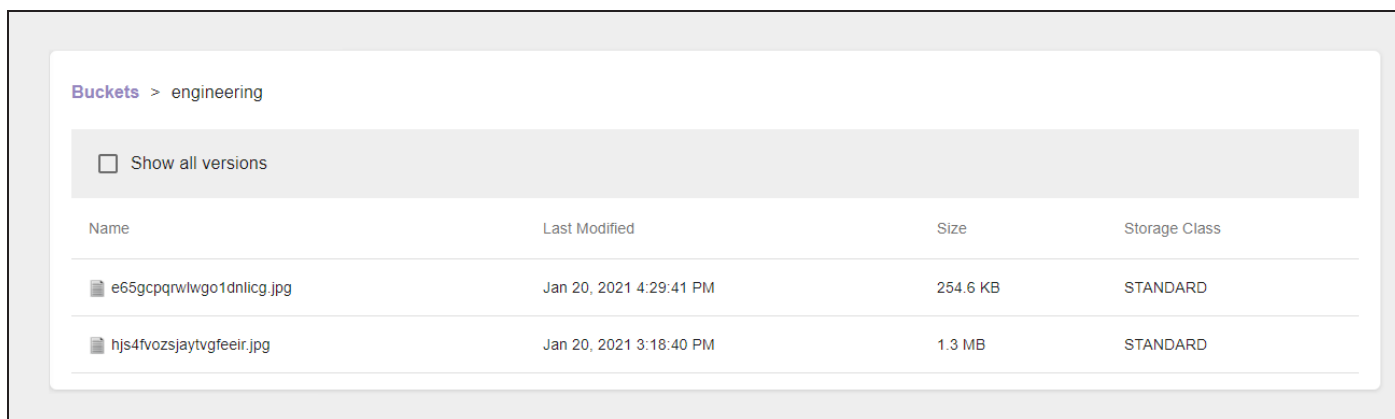 Buckets > engineering
Show all versions
Name Last Modified Size Storage Class
e65gcpqrwlwgo1dnlicg.jpg Jan 20, 2021 4:29:41 PM 254.6 KB STANDARD
hjs4fvozsjaytvgfeeir.jpg Jan 20, 2021 3:18:40 PM 1.3 MB STANDARD